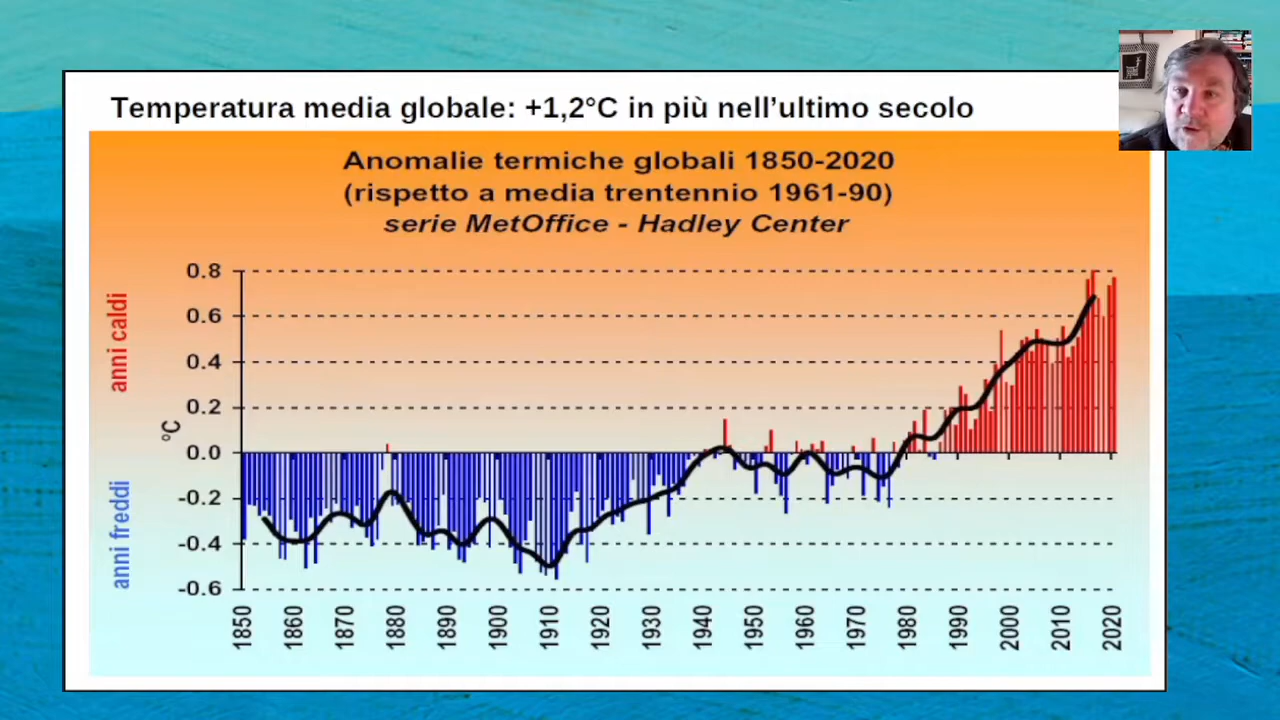 Temperatura media globale: +1,2°C in più nell’ultimo secolo
Anomalie termiche globali 1850-2020
(rispetto a media trentennio 1961-90)
serie MetOffice - Hadley Center
anni caldi
anni freddi
°C
0.8
0.6
0.4
0.2
0.0
-0.2
-0.4
-0.6
1850 1860 1870 1880 1890 1900 1910 1920 1930 1940 1950 1960 1970 1980 1990 2000 2010 2020